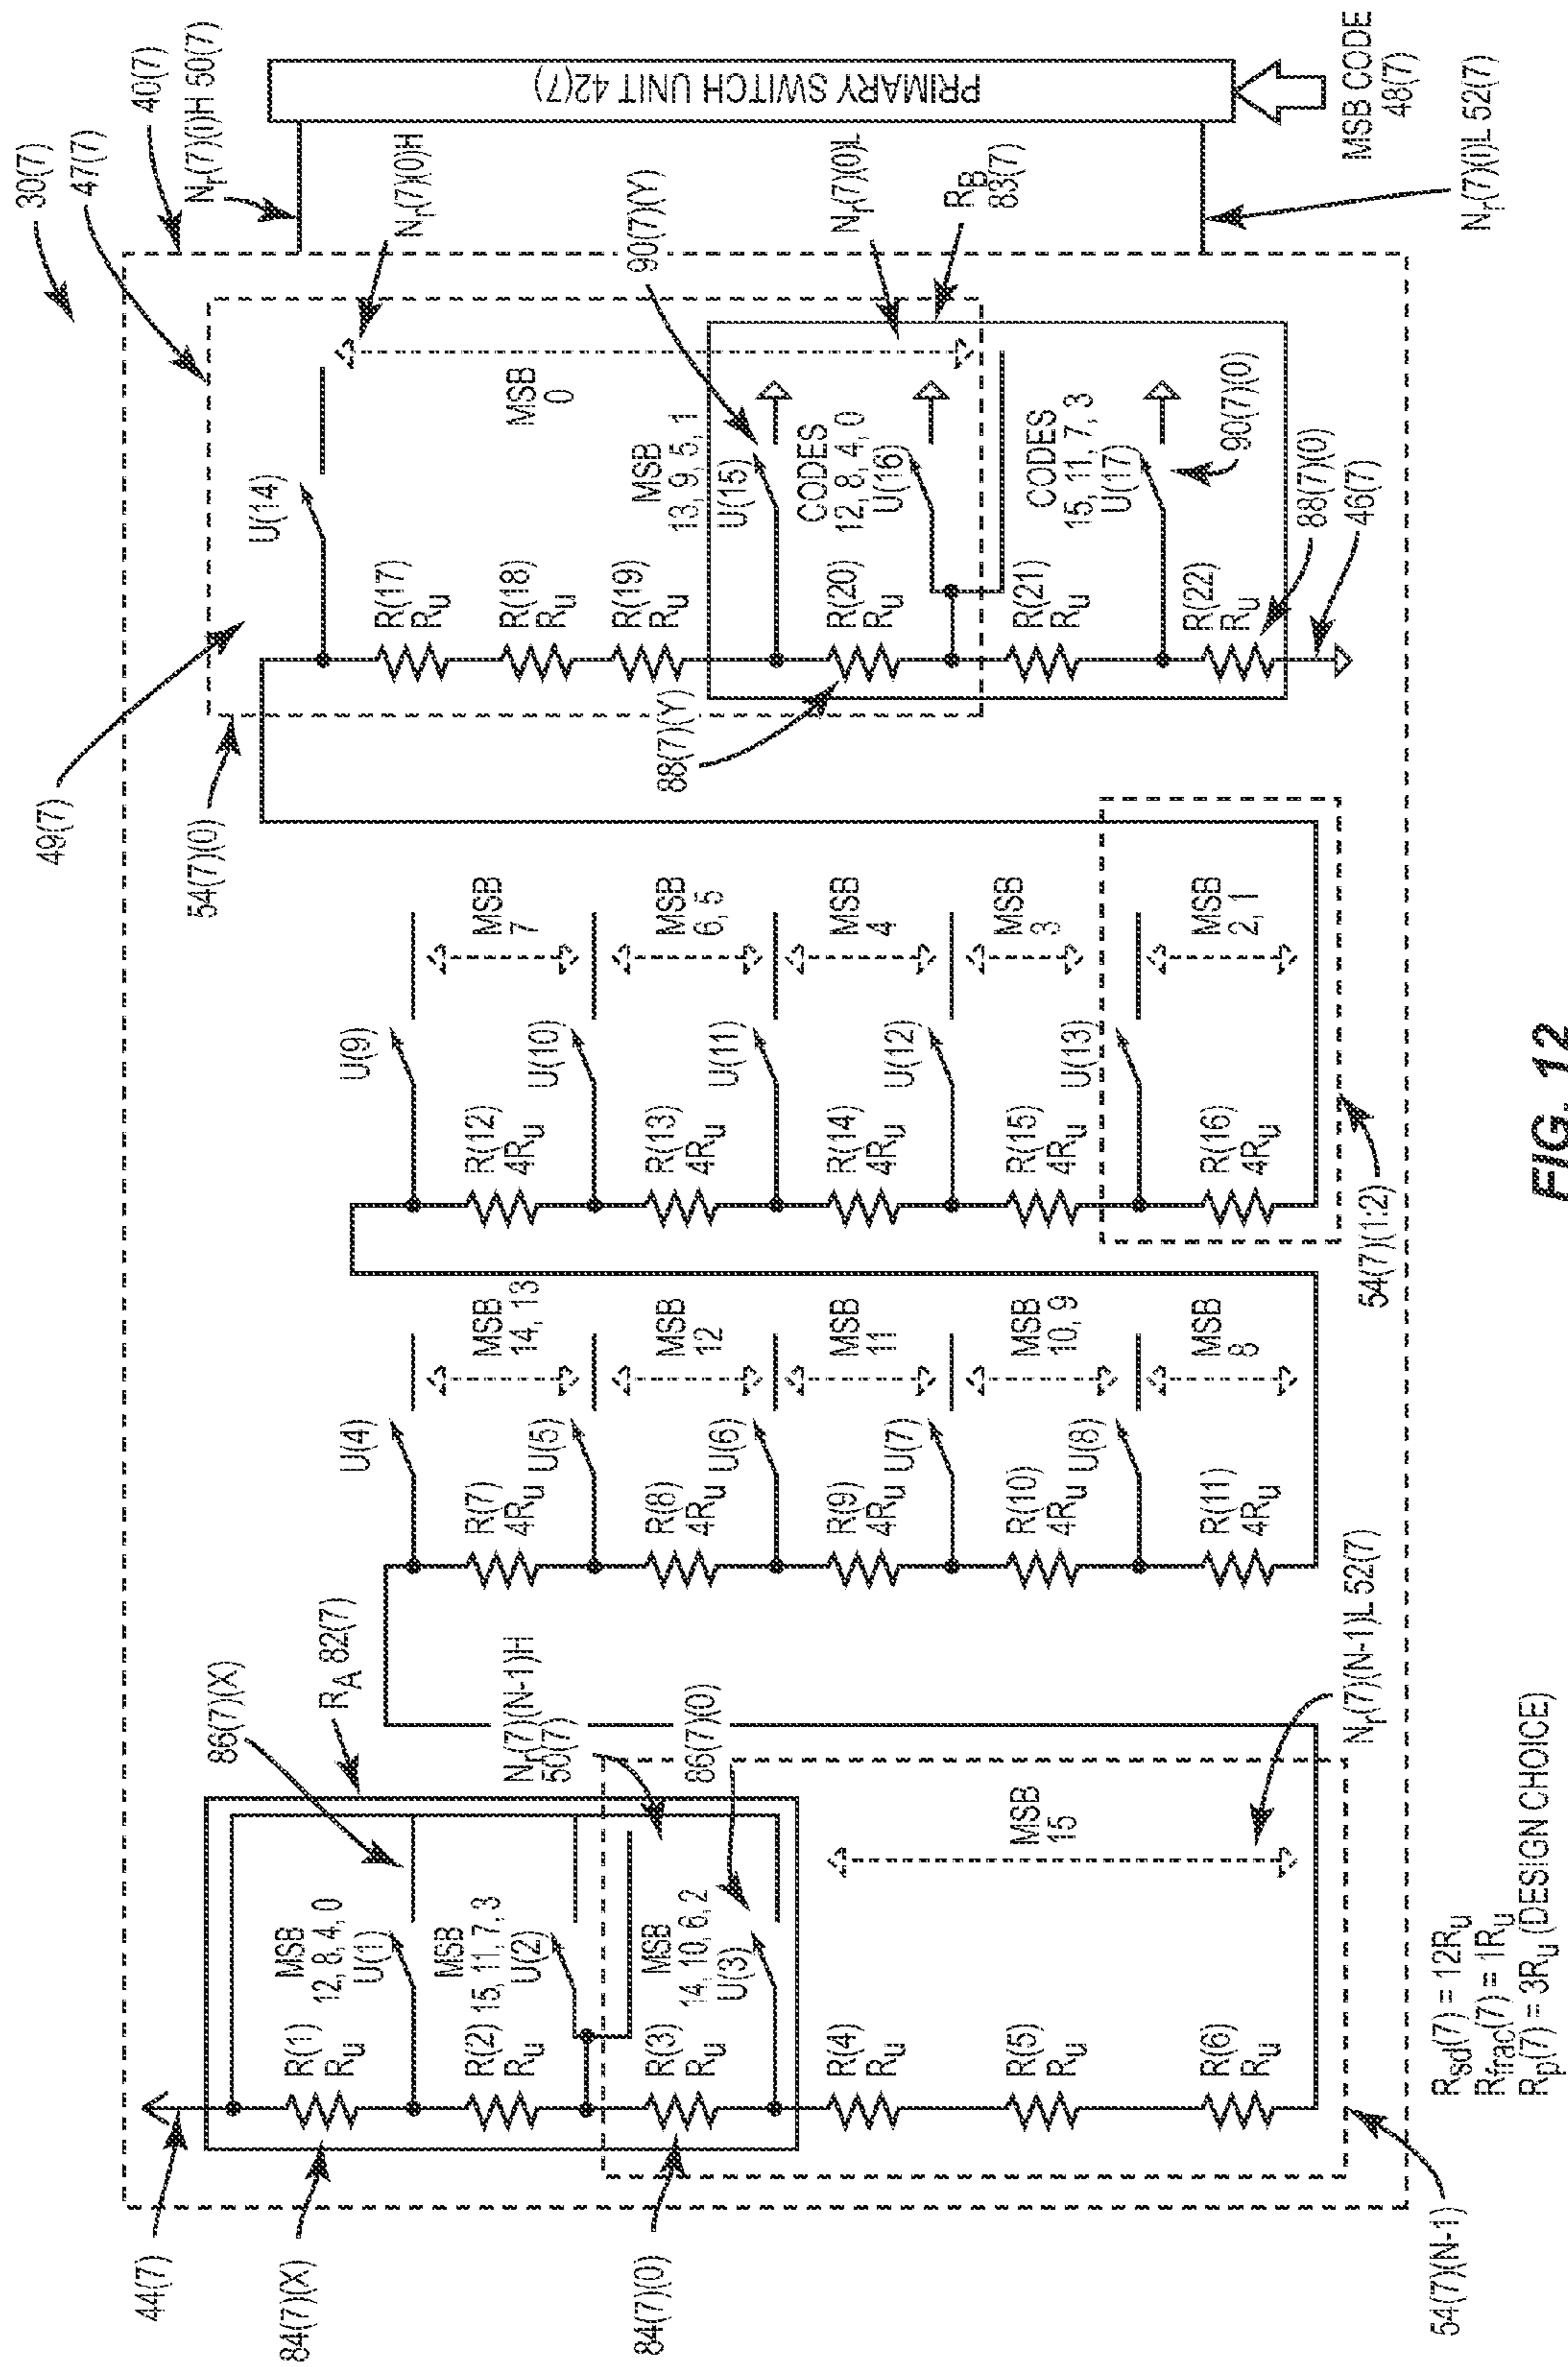 30(7)
47(7)
40(7)
Nr(7)(i)H 50(7)
49(7)
54(7)(0)
44(7)
84(7)(X)
84(7)(0)
86(7)(X)
RA 82(7)
Nr(7)(N-1)H
50(7)
86(7)(0)
Nr(7)(N-1)L 52(7)
54(7)(N-1)
R(1)
Ru
MSB
12, 8, 4, 0
U(1)
R(2)
Ru
MSB
15, 11, 7, 3
U(2)
R(3)
Ru
MSB
14, 10, 6, 2
U(3)
R(4)
Ru
R(5)
Ru
R(6)
Ru
MSB
15
U(4)
R(7)
4Ru
MSB
14, 13
U(5)
R(8)
4Ru
MSB
12
U(6)
R(9)
4Ru
MSB
11
U(7)
R(10)
4Ru
MSB
10, 9
U(8)
R(11)
4Ru
MSB
8
U(9)
R(12)
4Ru
MSB
7
U(10)
R(13)
4Ru
MSB
6, 5
U(11)
R(14)
4Ru
MSB
4
U(12)
R(15)
4Ru
MSB
3
U(13)
R(16)
4Ru
MSB
2, 1
54(7)(1:2)
U(14)
R(17)
Ru
R(18)
Ru
R(19)
Ru
MSB
0
MSB
13, 9, 5, 1
U(15)
R(20)
Ru
CODES
12, 8, 4, 0
U(16)
R(21)
Ru
CODES
15, 11, 7, 3
U(17)
R(22)
Ru
88(7)(Y)
88(7)(0)
46(7)
90(7)(0)
90(7)(Y)
Nr(7)(0)H
Nr(7)(0)L
RB
83(7)
PRIMARY SWITCH UNIT 42(7)
MSB CODE
48(7)
Nr(7)(i)L 52(7)
Rsd(7) = 12Ru
Rfrac(7) = 1Ru
Rp(7) = 3Ru (DESIGN CHOICE)
FIG. 12